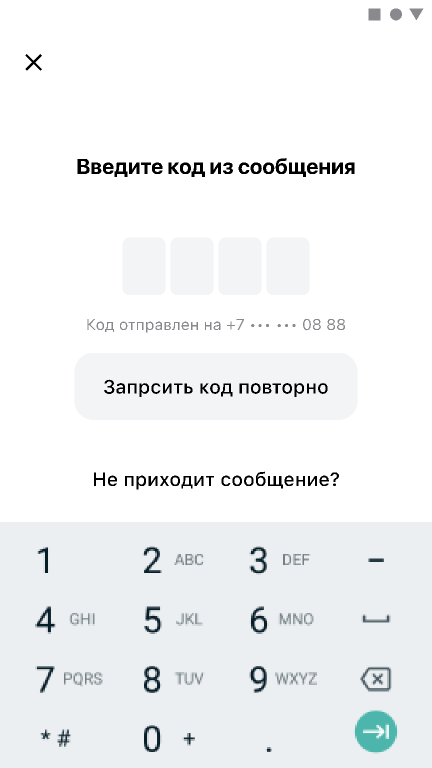 Введите код из сообщения
Код отправлен на +7 ••• ••• 08 88
Запрсить код повторно
Не приходит сообщение?
1 2 ABC 3 DEF –
4 GHI 5 JKL 6 MNO
7 PQRS 8 TUV 9 WXYZ
* # 0 + .